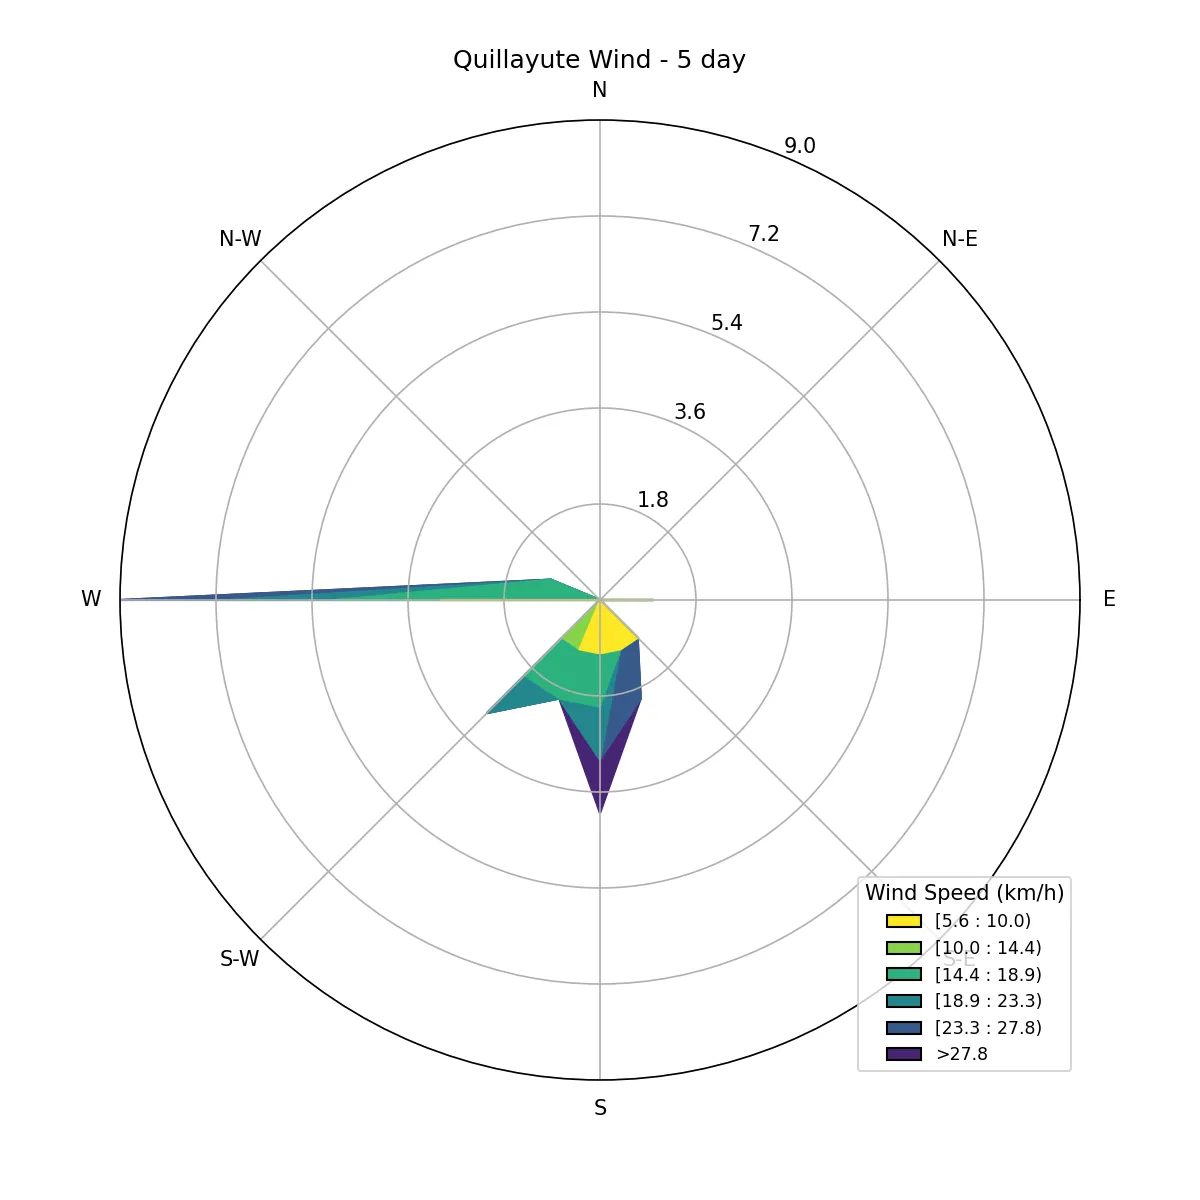 Quillayute Wind - 5 day
N
9.0
7.2
N-W
N-E
5.4
3.6
1.8
W
E
Wind Speed (km/h)
[5.6 : 10.0)
[10.0 : 14.4)
S-W
S-E
[14.4 : 18.9)
[18.9 : 23.3)
[23.3 : 27.8)
>27.8
S